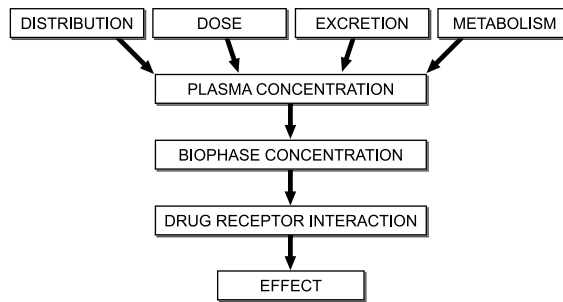 DISTRIBUTION
DOSE
EXCRETION
METABOLISM
PLASMA CONCENTRATION
BIOPHASE CONCENTRATION
DRUG RECEPTOR INTERACTION
EFFECT